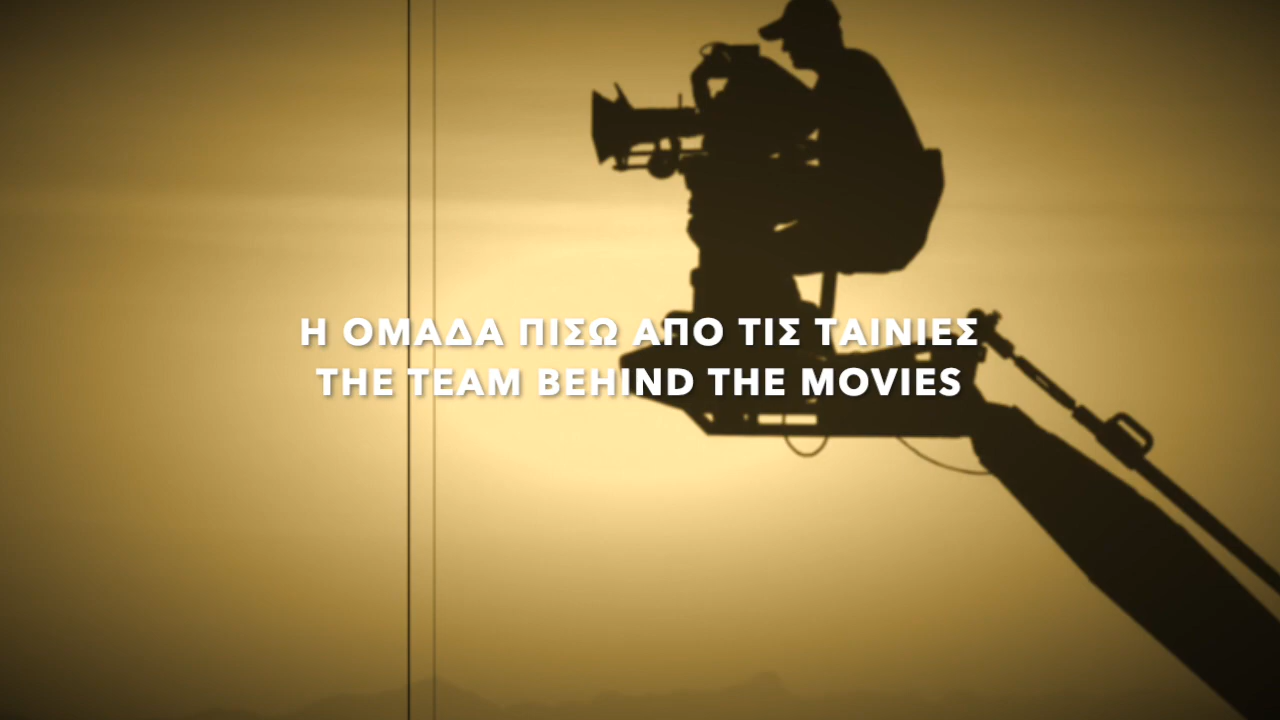 Η ΟΜΑΔΑ ΠΙΣΩ ΑΠΟ ΤΙΣ ΤΑΙΝΙΕΣ
THE TEAM BEHIND THE MOVIES